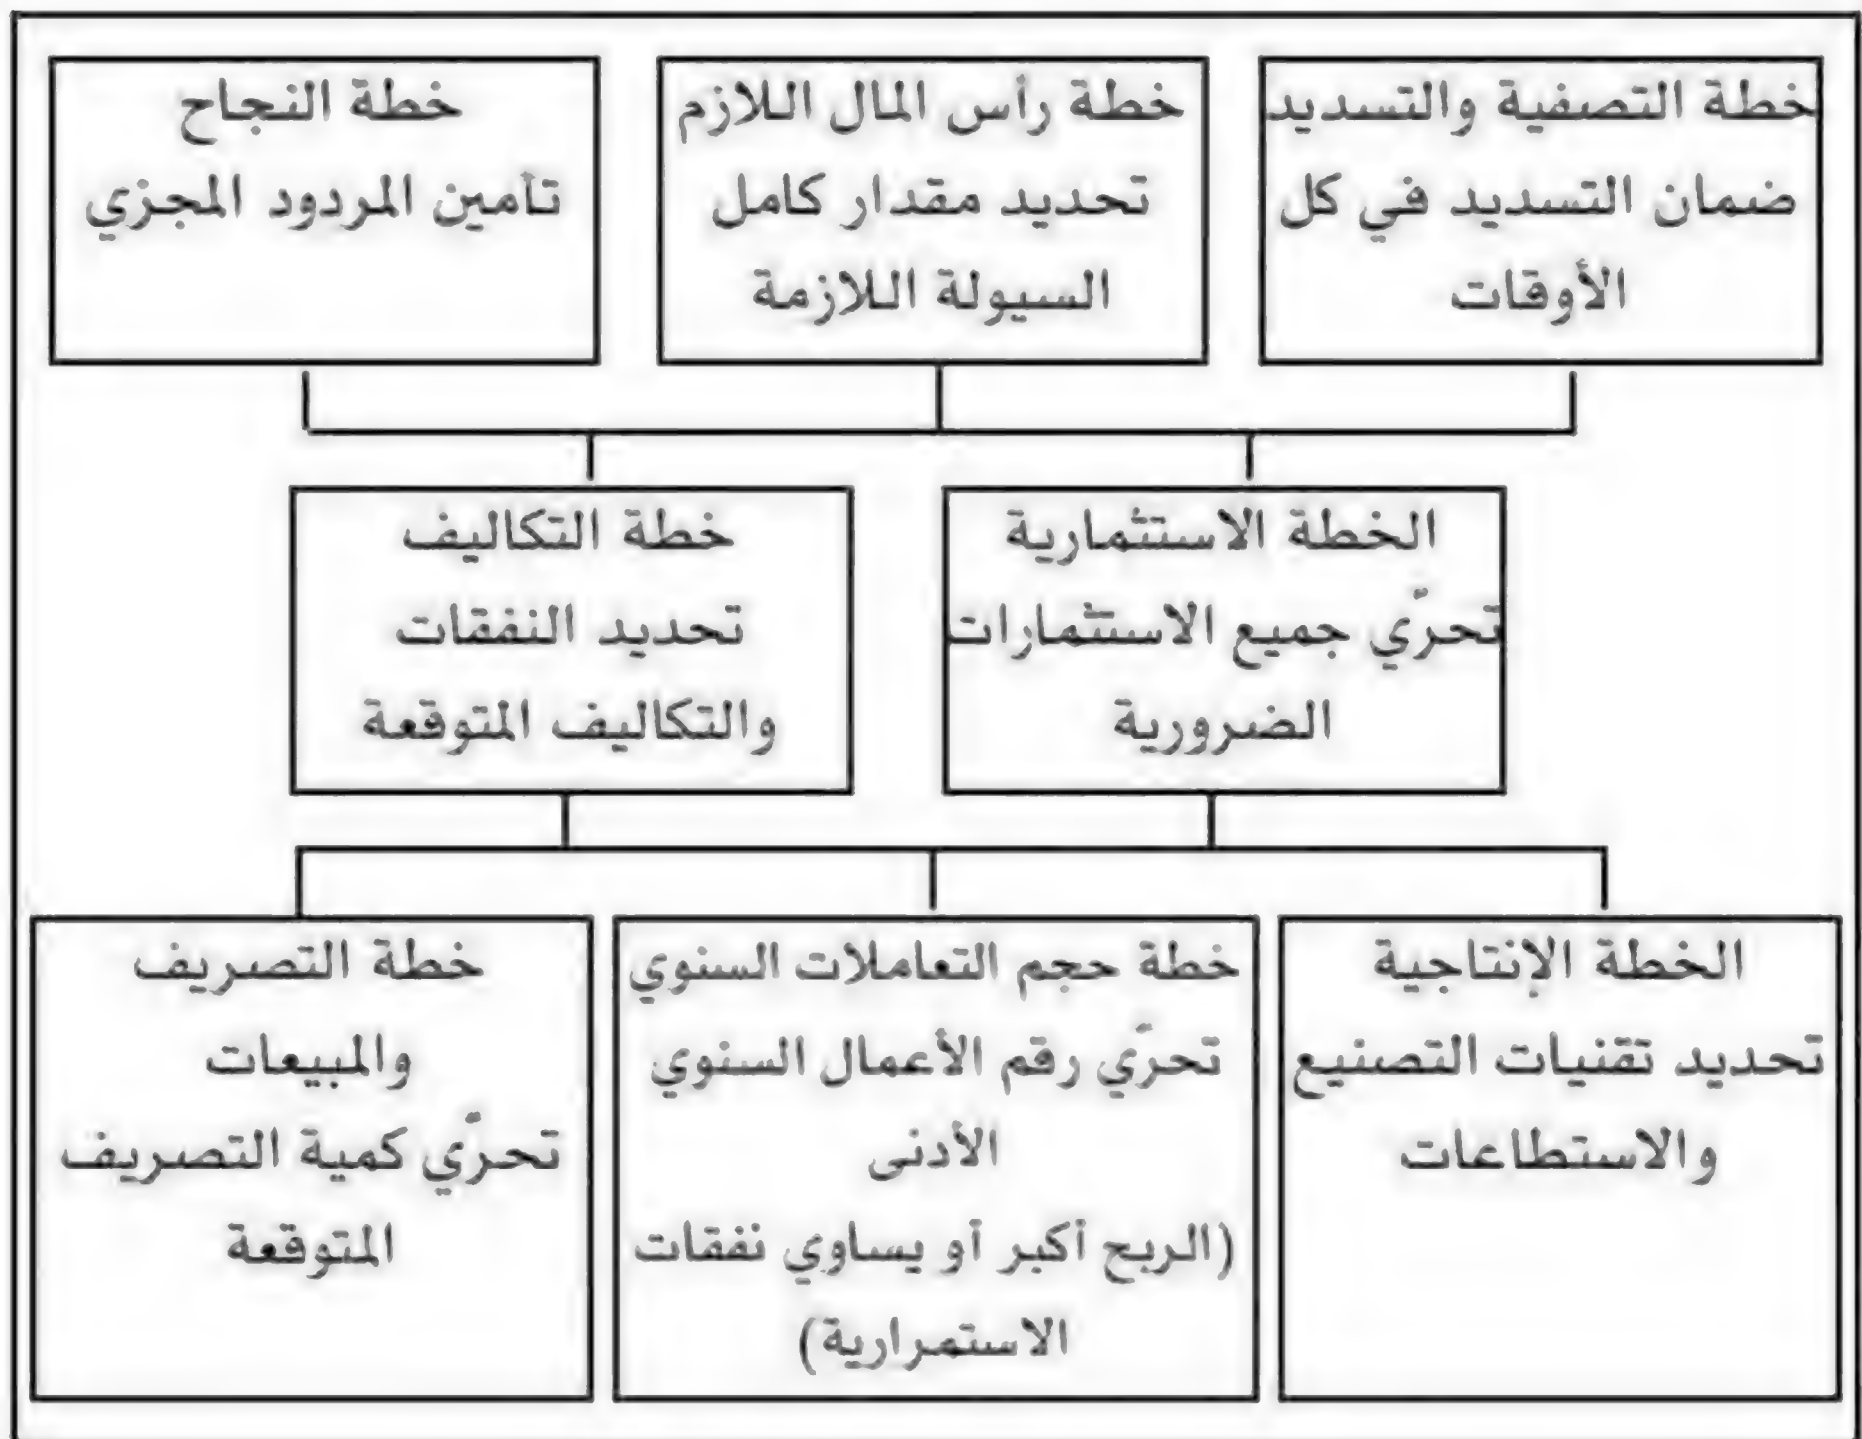 خطة التصفية والتسديد
ضمان التسديد في كل
الأوقات
خطة رأس المال اللازم
تحديد مقدار كامل
السيولة اللازمة
خطة النجاح
تأمين المردود المجزي
الخطة الاستثمارية
تحرّي جميع الاستثمارات
الضرورية
خطة التكاليف
تحديد النفقات
والتكاليف المتوقعة
الخطة الإنتاجية
تحديد تقنيات التصنيع
والاستطاعات
خطة حجم التعاملات السنوي
تحرّي رقم الأعمال السنوي
الأدنى
(الربح أكبر أو يساوي نفقات
الاستمرارية)
خطة التصريف
والمبيعات
تحرّي كمية التصريف
المتوقعة